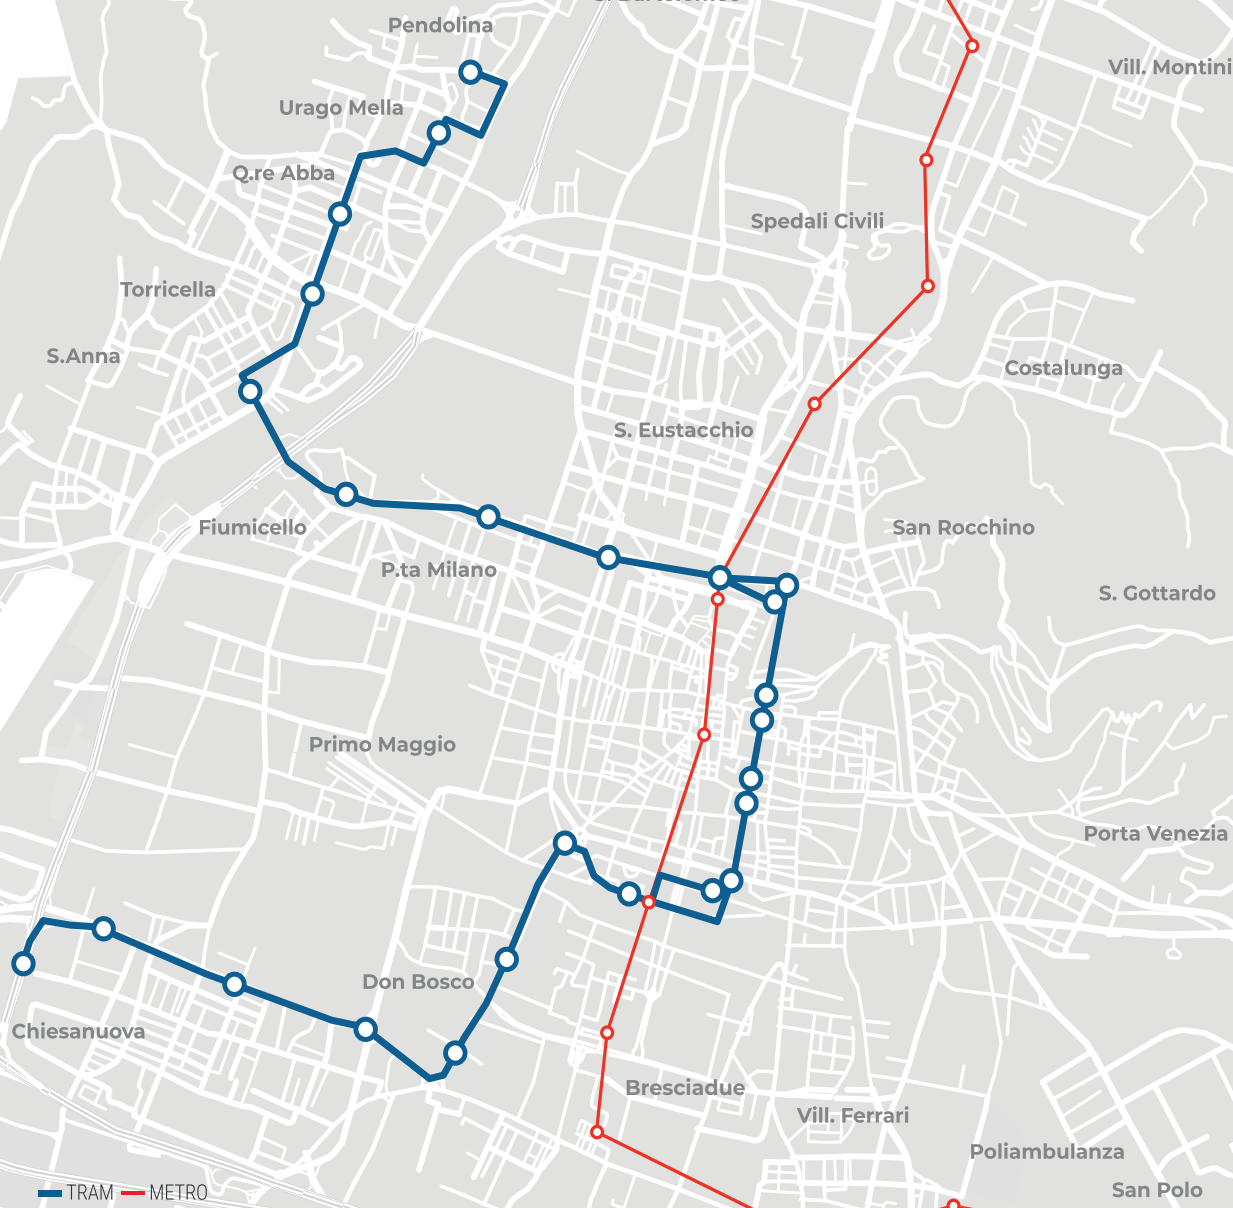 Pendolina
Vill. Montini
Urago Mella
Q.re Abba
Spedali Civili
Torricella
S.Anna
Costalunga
S. Eustacchio
Fiumicello
San Rocchino
P.ta Milano
S. Gottardo
Primo Maggio
Porta Venezia
Don Bosco
Chiesanuova
Bresciadue
Vill. Ferrari
Poliambulanza
San Polo
TRAM METRO